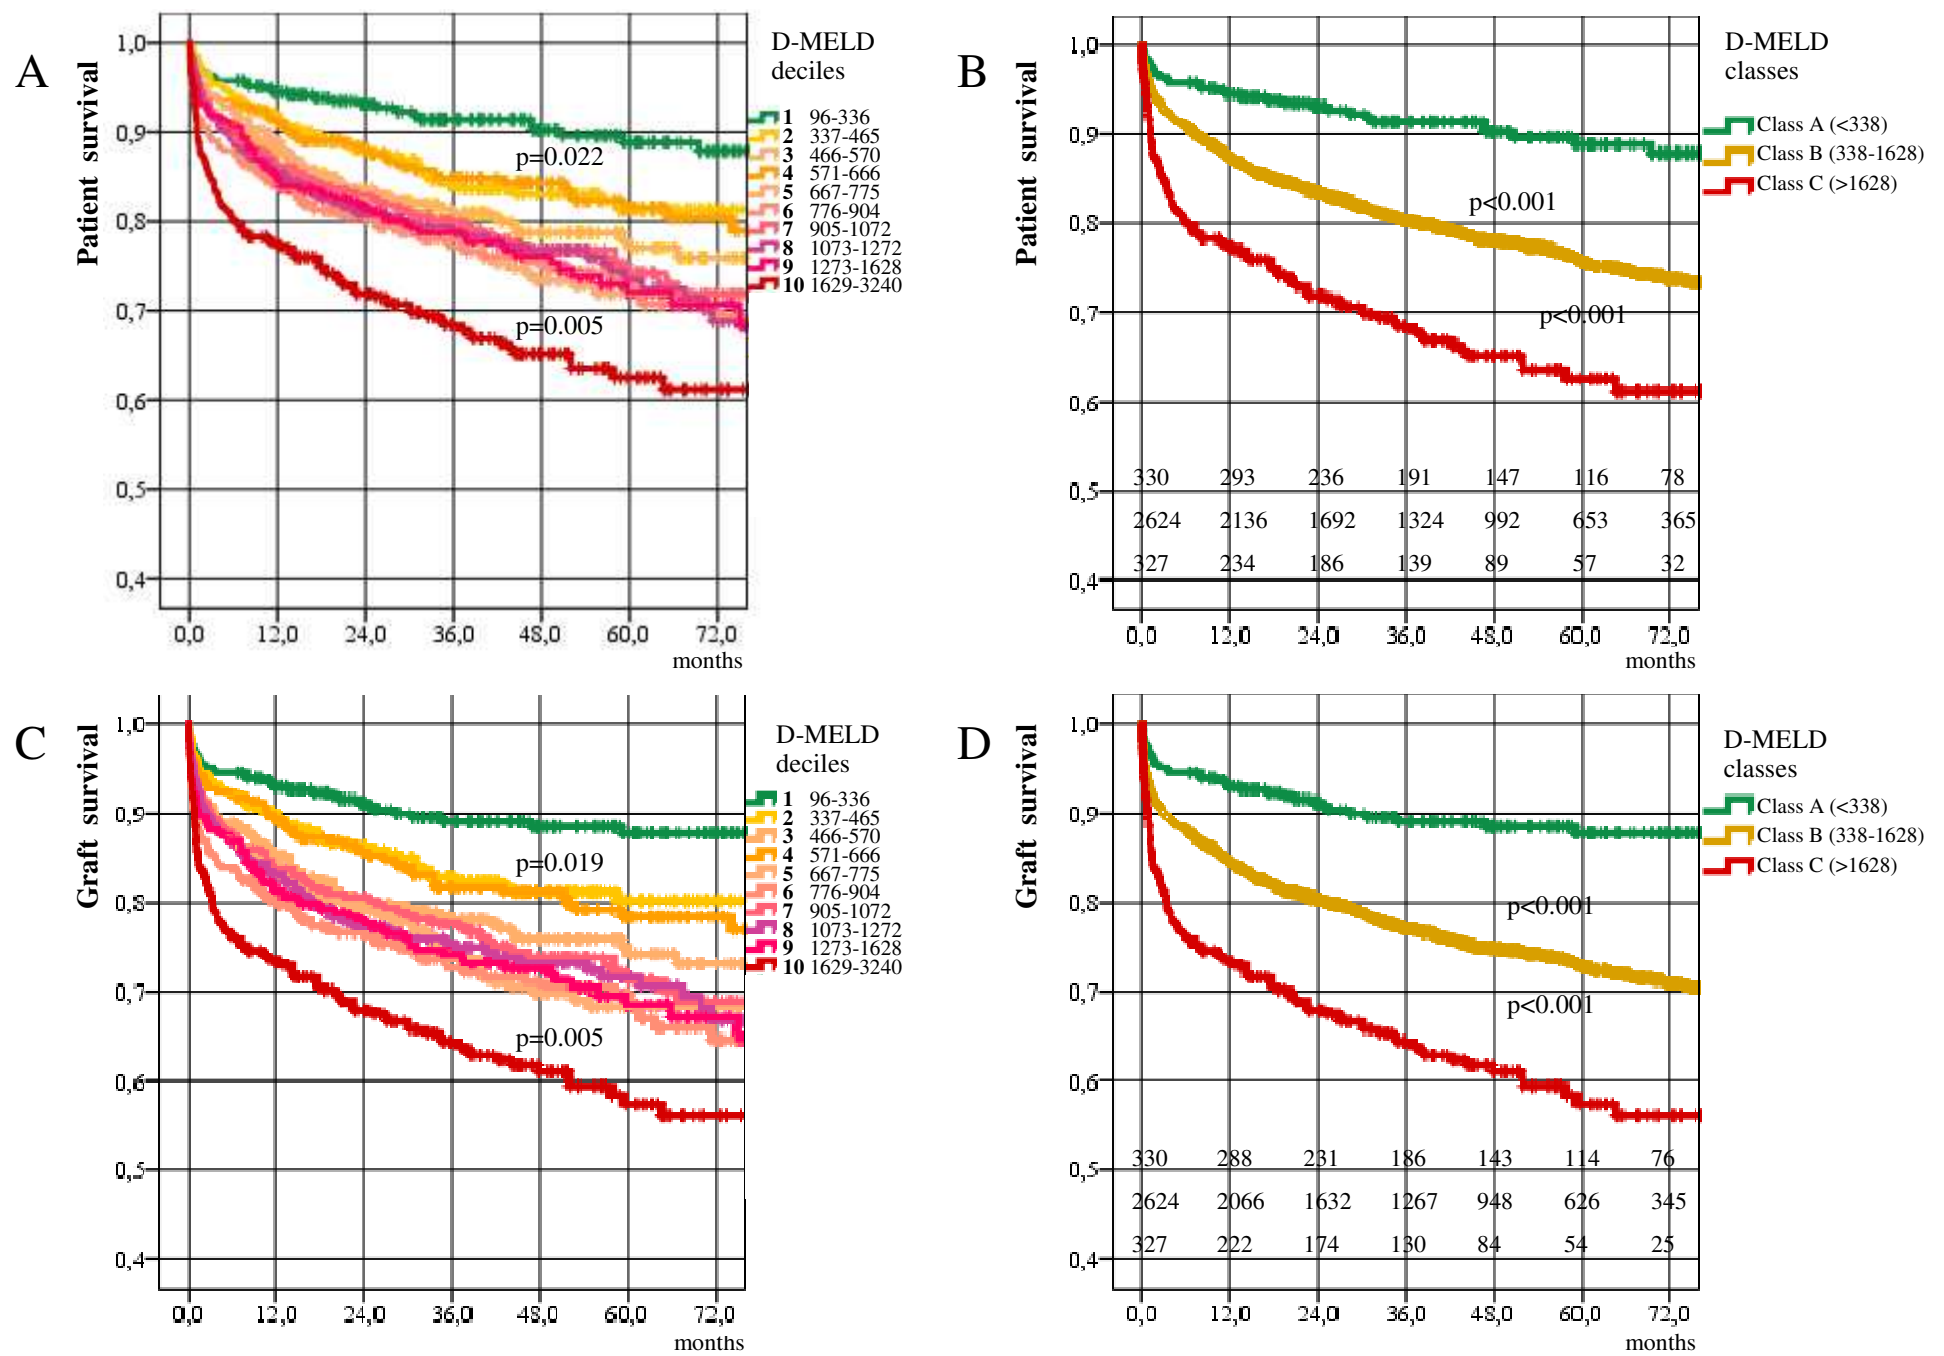 A
Patient survival
1,0
0,9
0,8
0,7
0,6
0,5
0,4
0,0 12,0 24,0 36,0 48,0 60,0 72,0
months
p=0.022
p=0.005
D-MELD
deciles
1 96-336
2 337-465
3 466-570
4 571-666
5 667-775
6 776-904
7 905-1072
8 1073-1272
9 1273-1628
10 1629-3240
B
Patient survival
1,0
0,9
0,8
0,7
0,6
0,5
0,4
p<0.001
p<0.001
330 293 236 191 147 116 78
2624 2136 1692 1324 992 653 365
327 234 186 139 89 57 32
0,0 12,0 24,0 36,0 48,0 60,0 72,0
months
D-MELD
classes
Class A (<338)
Class B (338-1628)
Class C (>1628)
C
Graft survival
1,0
0,9
0,8
0,7
0,6
0,5
0,4
p=0.019
p=0.005
0,0 12,0 24,0 36,0 48,0 60,0 72,0
months
D-MELD
deciles
1 96-336
2 337-465
3 466-570
4 571-666
5 667-775
6 776-904
7 905-1072
8 1073-1272
9 1273-1628
10 1629-3240
D
Graft survival
1,0
0,9
0,8
0,7
0,6
0,5
0,4
p<0.001
p<0.001
330 288 231 186 143 114 76
2624 2066 1632 1267 948 626 345
327 222 174 130 84 54 25
0,0 12,0 24,0 36,0 48,0 60,0 72,0
months
D-MELD
classes
Class A (<338)
Class B (338-1628)
Class C (>1628)